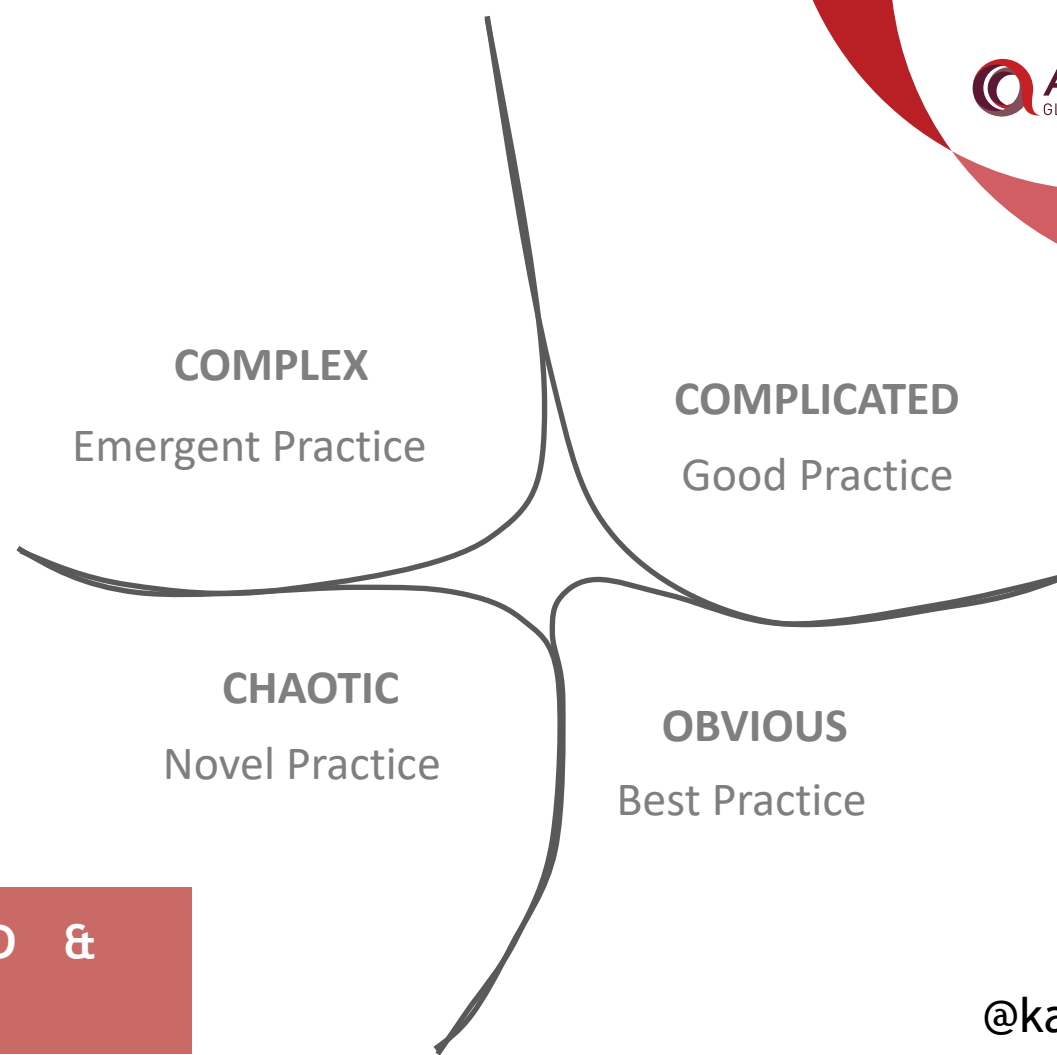 COMPLEX
Emergent Practice
COMPLICATED
Good Practice
CHAOTIC
Novel Practice
OBVIOUS
Best Practice
&